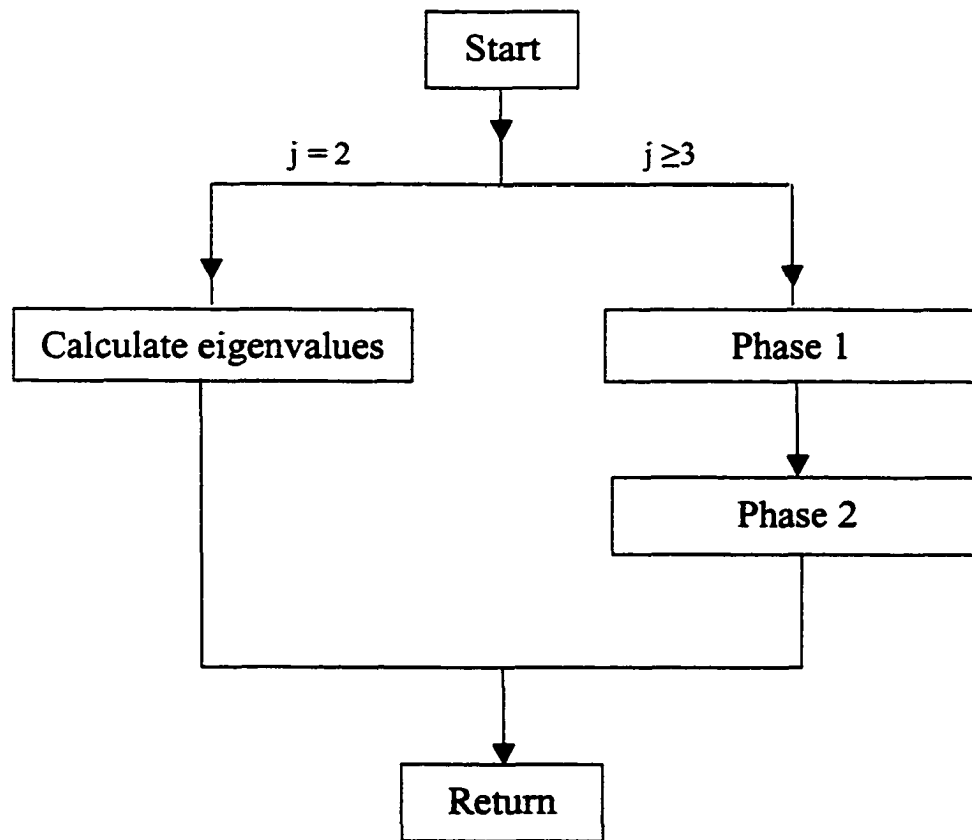 Start
j = 2
j ≥3
Calculate eigenvalues
Phase 1
Phase 2
Return